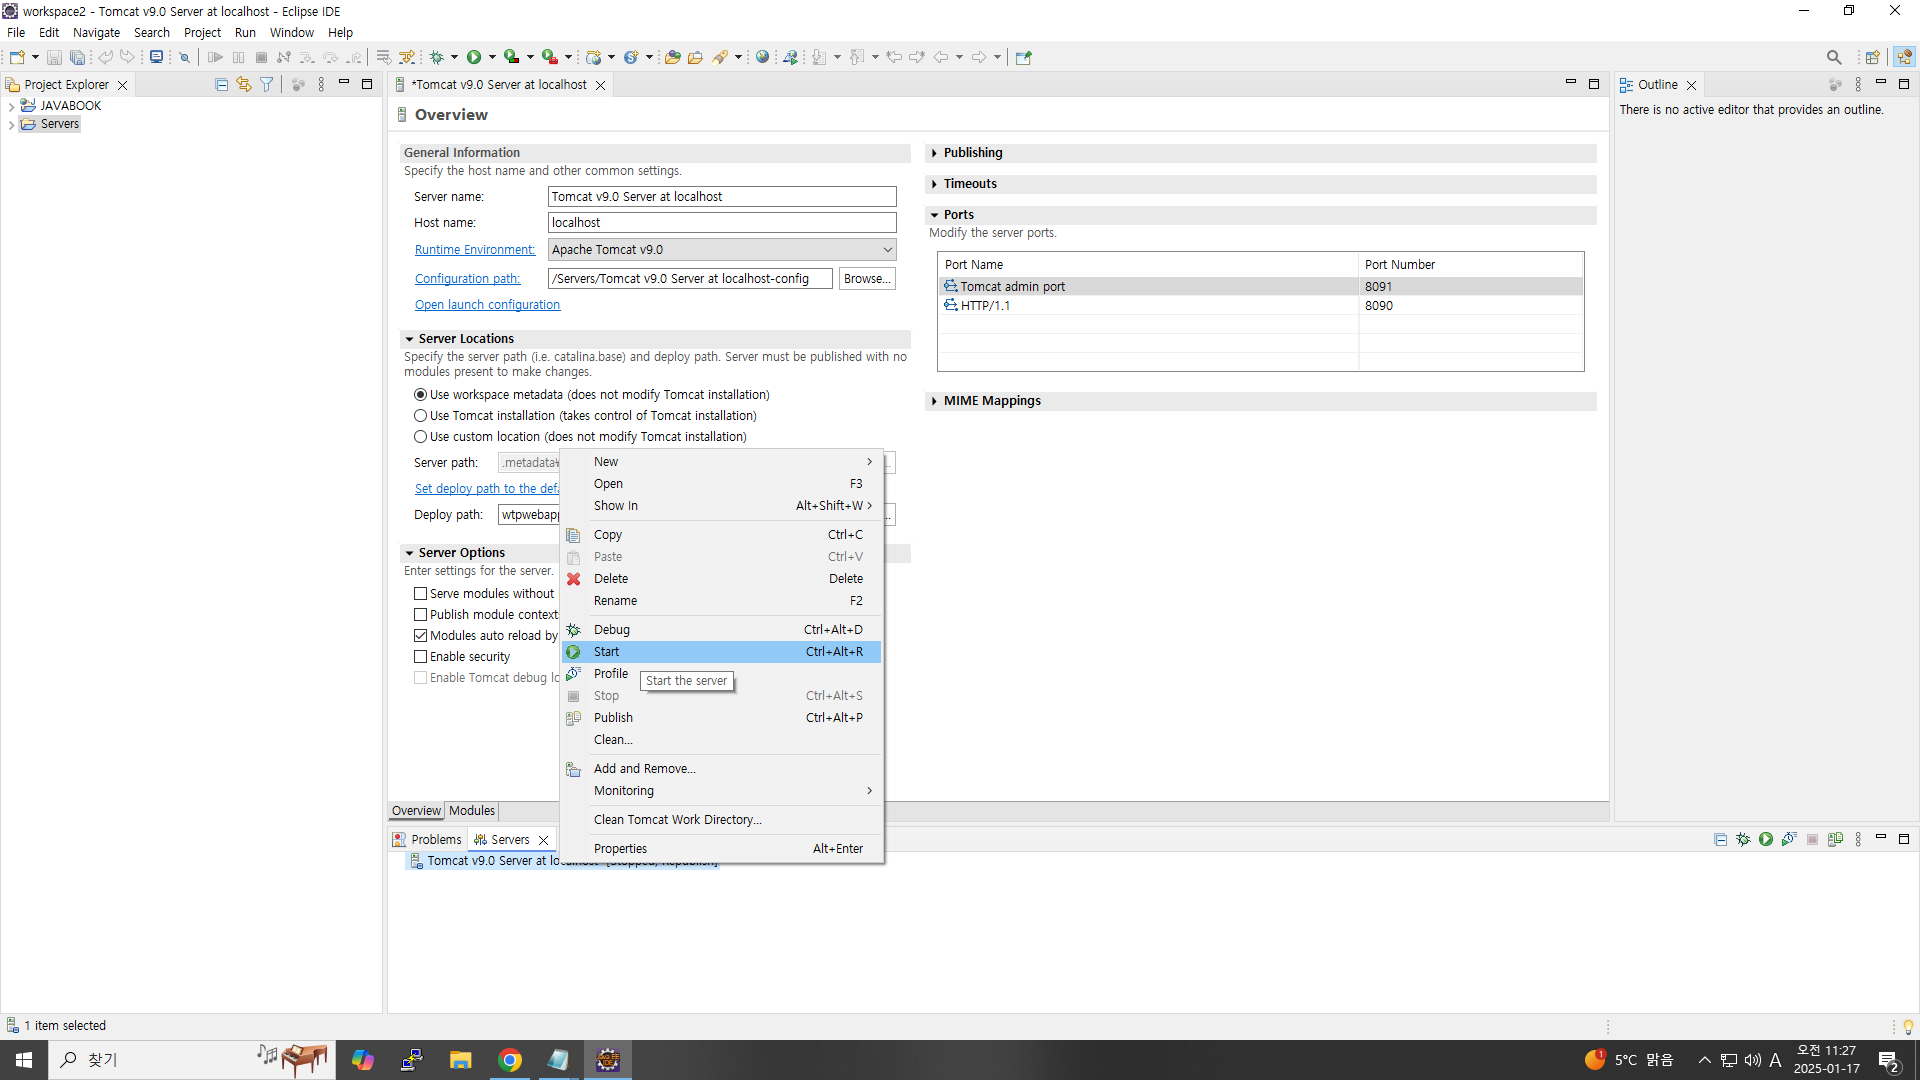 workspace2 - Tomcat v9.0 Server at localhost - Eclipse IDE
File Edit Navigate Search Project Run Window Help
Project Explorer
JAVABOOK
Servers
*Tomcat v9.0 Server at localhost
Overview
General Information
Specify the host name and other common settings.
Server name: Tomcat v9.0 Server at localhost
Host name: localhost
Runtime Environment: Apache Tomcat v9.0
Configuration path: /Servers/Tomcat v9.0 Server at localhost-config Browse...
Open launch configuration
Server Locations
Specify the server path (i.e. catalina.base) and deploy path. Server must be published with no
modules present to make changes.
Use workspace metadata (does not modify Tomcat installation)
Use Tomcat installation (takes control of Tomcat installation)
Use custom location (does not modify Tomcat installation)
Server path: .metadata
Set deploy path to the
Deploy path: wtpwebapp
Server Options
Enter settings for the server.
Serve modules without
Publish module context
Modules auto reload by
Enable security
Enable Tomcat debug
Publishing
Timeouts
Ports
Modify the server ports.
Port Name Port Number
Tomcat admin port 8091
HTTP/1.1 8090
MIME Mappings
New
Open F3
Show In Alt+Shift+W
Copy Ctrl+C
Paste Ctrl+V
Delete Delete
Rename F2
Debug Ctrl+Alt+D
Start Ctrl+Alt+R
Profile
Start the server
Stop Ctrl+Alt+S
Publish Ctrl+Alt+P
Clean...
Add and Remove...
Monitoring
Clean Tomcat Work Directory...
Properties Alt+Enter
Overview Modules
Problems Servers
Tomcat v9.0 Server at localhost [Stopped, Republish]
Outline
There is no active editor that provides an outline.
1 item selected
찾기
1
5°C 맑음
A
오전 11:27
2025-01-17
2